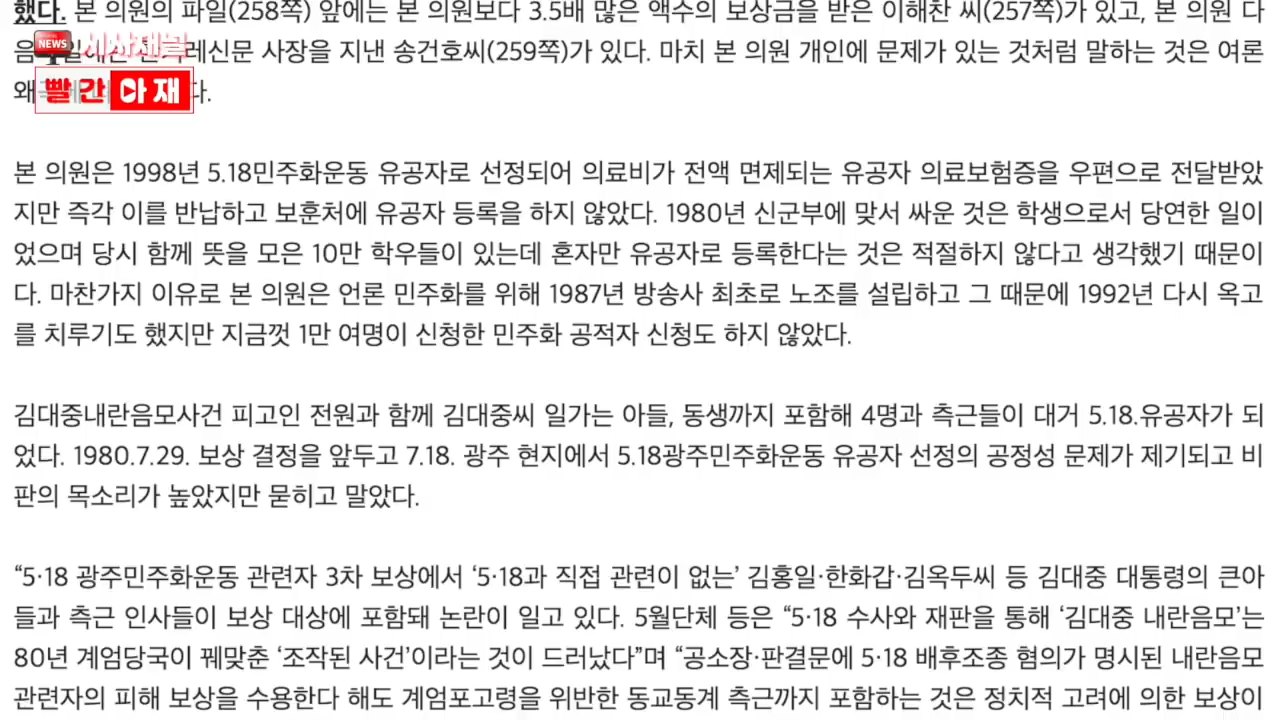 했다. 본 의원의 파일(258쪽) 앞에는 본 의원보다 3.5배 많은 액수의 보상금을 받은 이해찬 씨(257쪽)가 있고, 본 의원 다
음 레신문 사장을 지낸 송건호씨(259쪽)가 있다. 마치 본 의원 개인에 문제가 있는 것처럼 말하는 것은 여론
왜 다.
NEWS 세상채널
빨간아재
본 의원은 1998년 5.18민주화운동 유공자로 선정되어 의료비가 전액 면제되는 유공자 의료보험증을 우편으로 전달받았
지만 즉각 이를 반납하고 보훈처에 유공자 등록을 하지 않았다. 1980년 신군부에 맞서 싸운 것은 학생으로서 당연한 일이
었으며 당시 함께 뜻을 모은 10만 학우들이 있는데 혼자만 유공자로 등록한다는 것은 적절하지 않다고 생각했기 때문이
다. 마찬가지 이유로 본 의원은 언론 민주화를 위해 1987년 방송사 최초로 노조를 설립하고 그 때문에 1992년 다시 옥고
를 치루기도 했지만 지금껏 1만 여명이 신청한 민주화 공적자 신청도 하지 않았다.
김대중내란음모사건 피고인 전원과 함께 김대중씨 일가는 아들, 동생까지 포함해 4명과 측근들이 대거 5.18.유공자가 되
었다. 1980.7.29. 보상 결정을 앞두고 7.18. 광주 현지에서 5.18광주민주화운동 유공자 선정의 공정성 문제가 제기되고 비
판의 목소리가 높았지만 묻히고 말았다.
“5·18 광주민주화운동 관련자 3차 보상에서 ‘5·18과 직접 관련이 없는’ 김홍일·한화갑·김옥두씨 등 김대중 대통령의 큰아
들과 측근 인사들이 보상 대상에 포함돼 논란이 일고 있다. 5월단체 등은 “5·18 수사와 재판을 통해 ‘김대중 내란음모’는
80년 계엄당국이 꿰맞춘 ‘조작된 사건’이라는 것이 드러났다”며 “공소장·판결문에 5·18 배후조종 혐의가 명시된 내란음모
관련자의 피해 보상을 수용한다 해도 계엄포고령을 위반한 동교동계 측근까지 포함하는 것은 정치적 고려에 의한 보상이